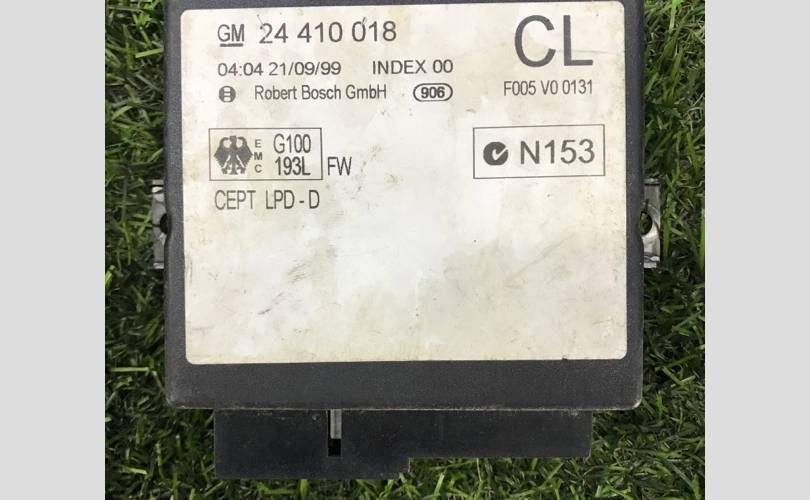 GM 24 410 018 CL
04:04 21/09/99 INDEX 00
Robert Bosch GmbH 906 F005 V0 0131
EMC G100 193L FW
N153
CEPT LPD-D